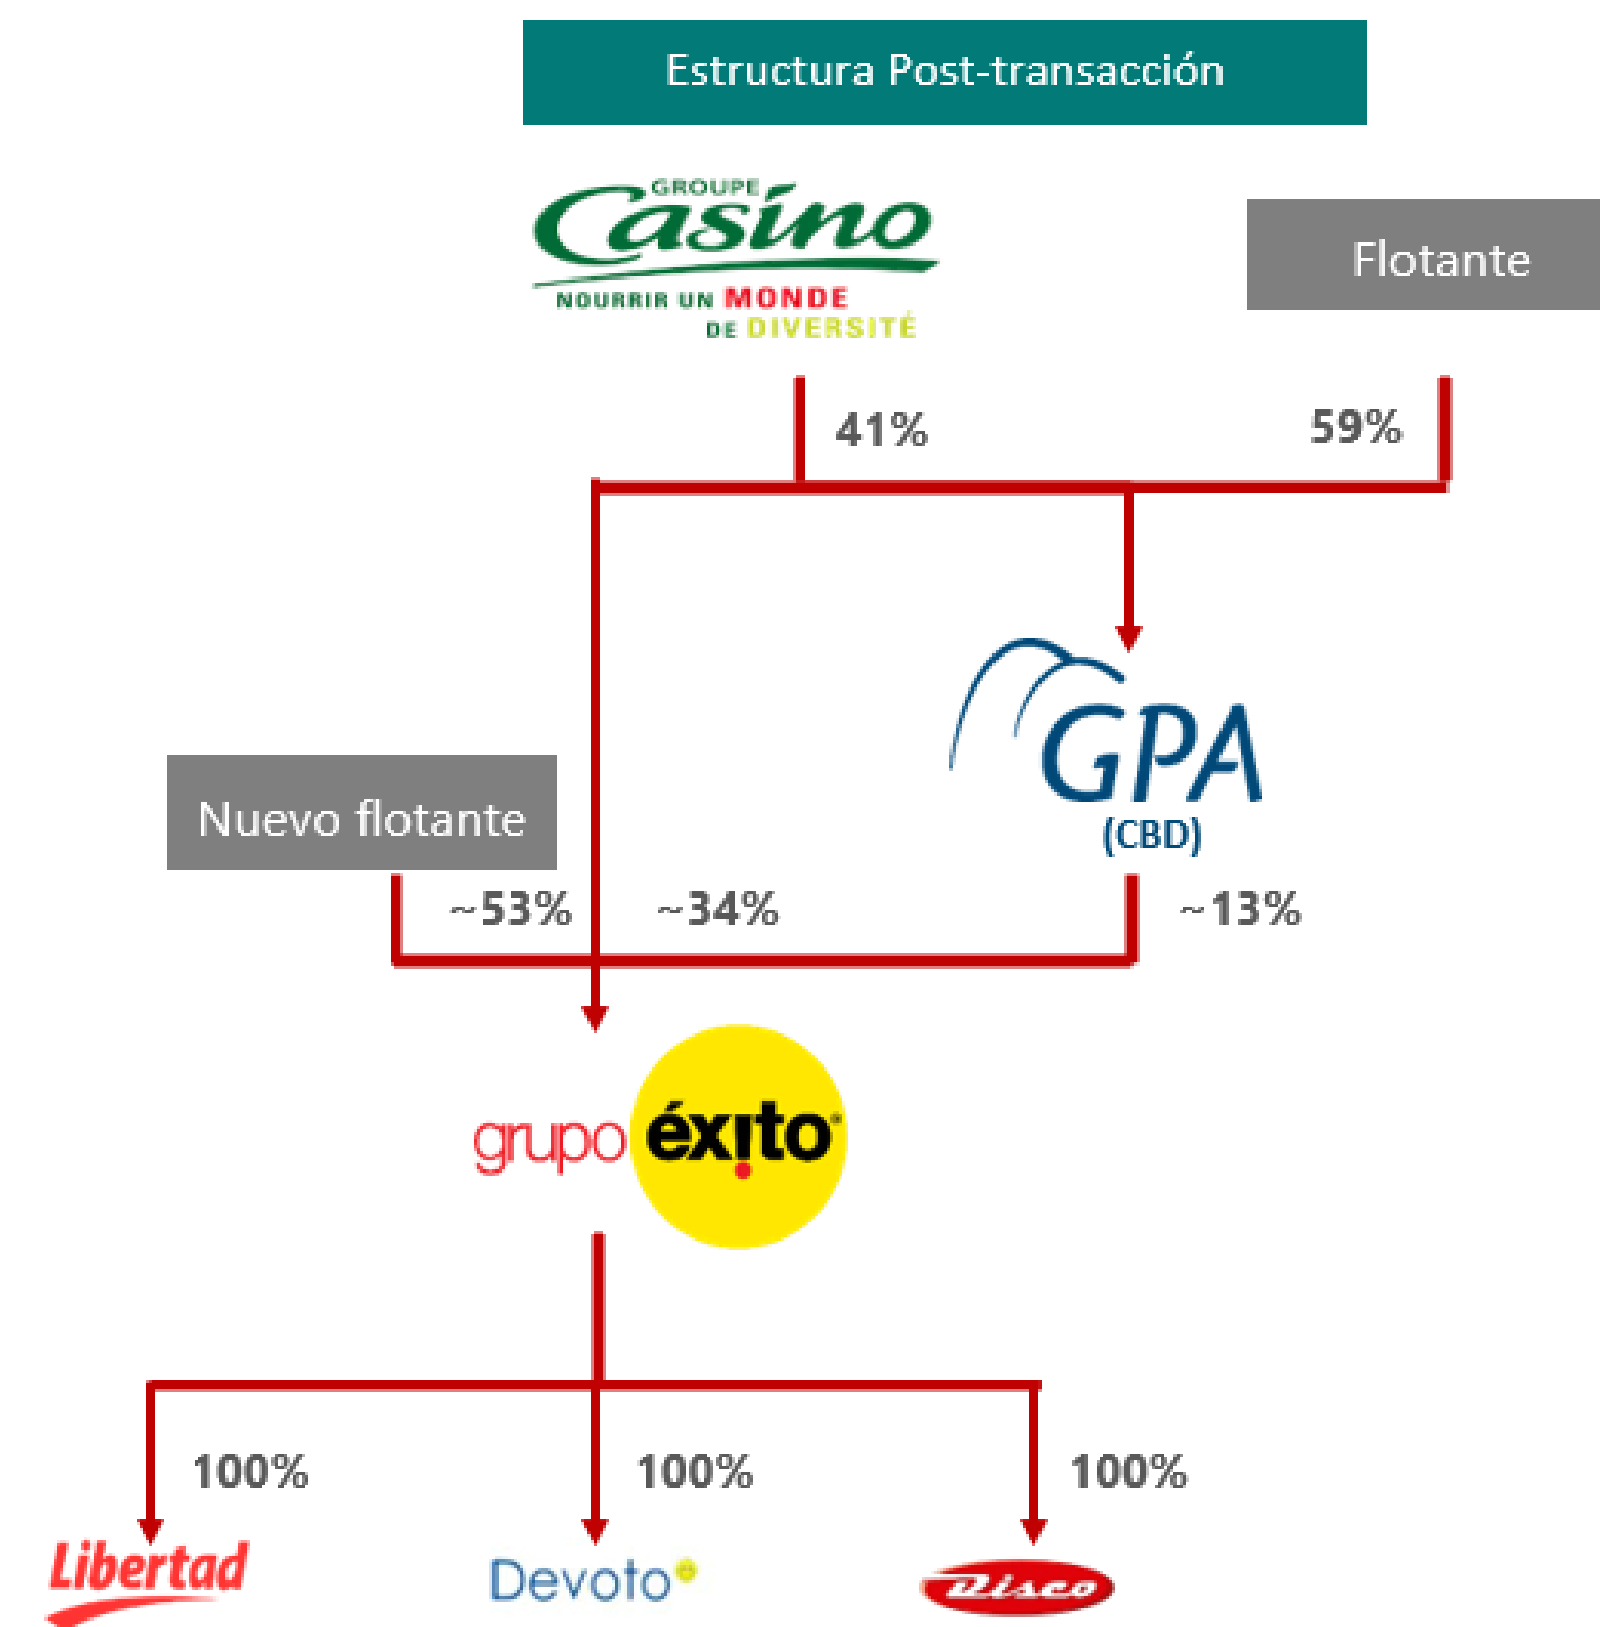 Estructura Post-transacción
GROUPE
Casino
NOURRIR UN MONDE
DE DIVERSITÉ
Flotante
41%
59%
GPA
(CBD)
Nuevo flotante
~53%
~34%
~13%
grupo éxito
100%
100%
100%
Libertad
Devoto
Disco